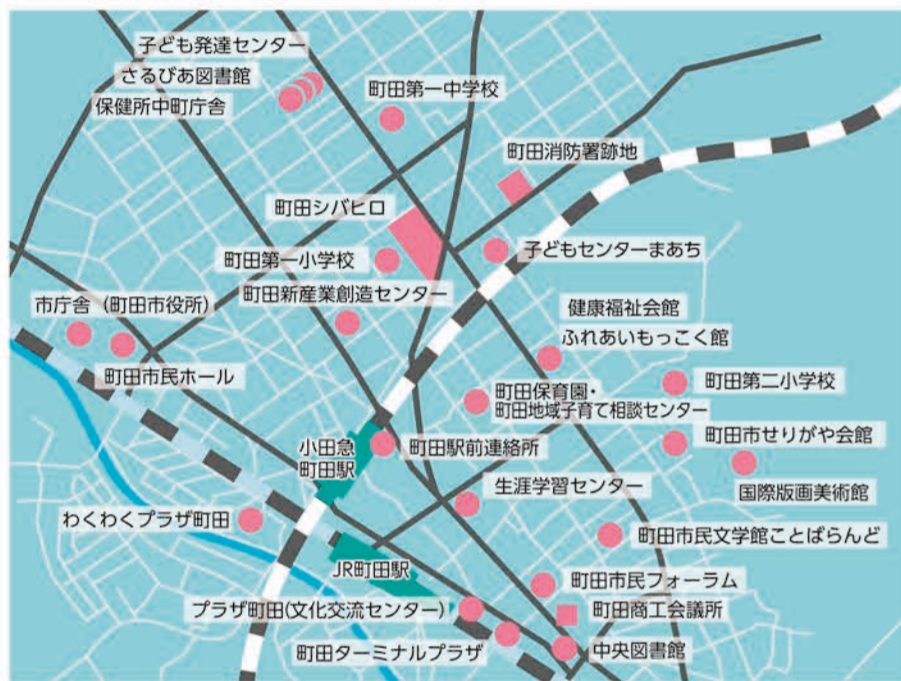 子ども発達センター
さるびあ図書館
保健所中町庁舎
町田第一中学校
町田消防署跡地
町田シバヒロ
町田第一小学校
子どもセンターまあち
町田新産業創造センター
市庁舎（町田市役所）
町田市民ホール
健康福祉会館
ふれあいもっこく館
町田第二小学校
町田保育園・
町田地域子育て相談センター
町田市せりがや会館
小田急
町田駅
町田駅前連絡所
国際版画美術館
生涯学習センター
わくわくプラザ町田
町田市民文学館ことばらんど
JR町田駅
町田市民フォーラム
プラザ町田(文化交流センター)
町田商工会議所
町田ターミナルプラザ
中央図書館